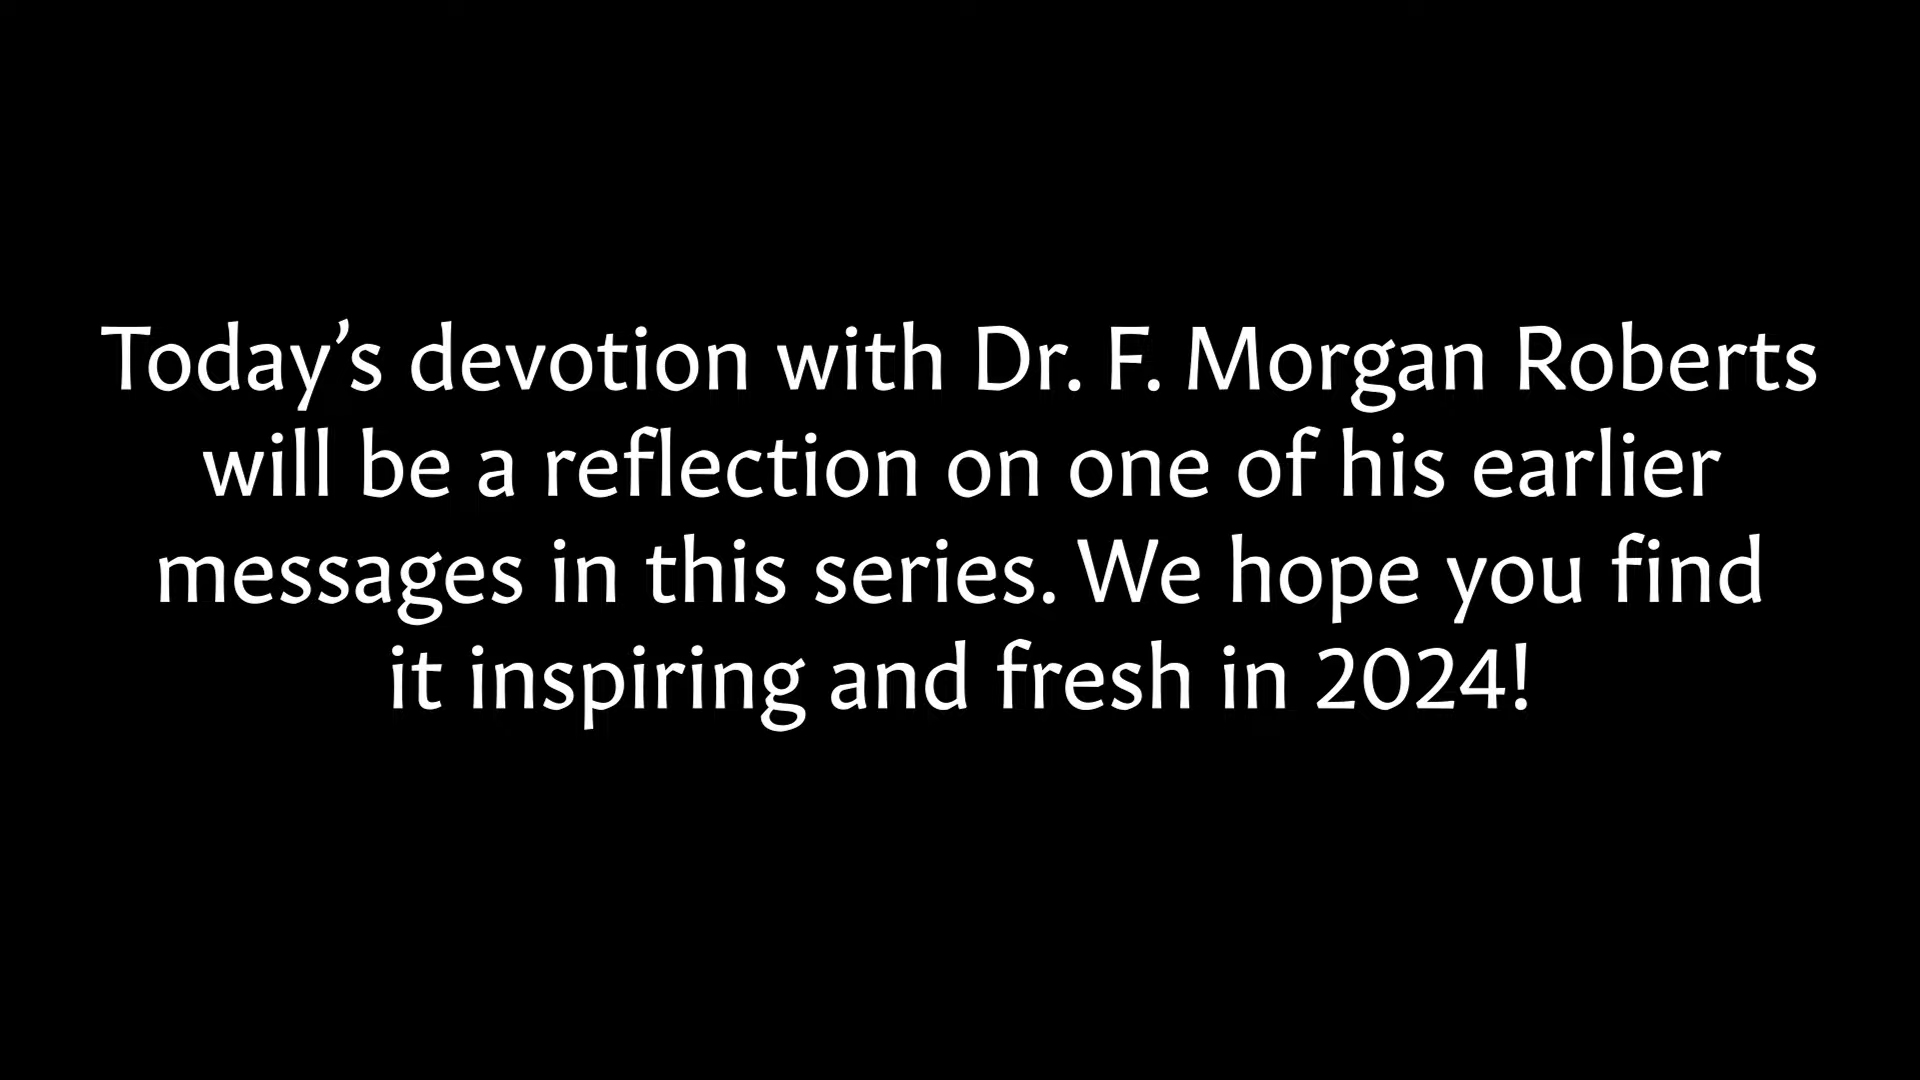 Today’s devotion with Dr. F. Morgan Roberts
will be a reflection on one of his earlier
messages in this series. We hope you find
it inspiring and fresh in 2024!